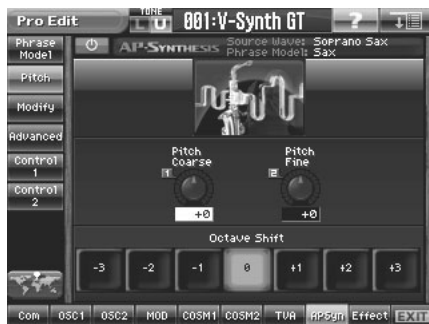 Pro Edit
TONE
L U
001:V-Synth GT
?
Phrase
Model
AP-SYNTHESIS
Source Wave: Soprano Sax
Phrase Model: Sax
Pitch
Modify
Advanced
Control
1
Control
2
Pitch
Coarse
Pitch
Fine
1
2
+0
+0
Octave Shift
-3 -2 -1 0 +1 +2 +3
Com OSC1 OSC2 MOD COSM1 COSM2 TVA APSyn Effect EXIT